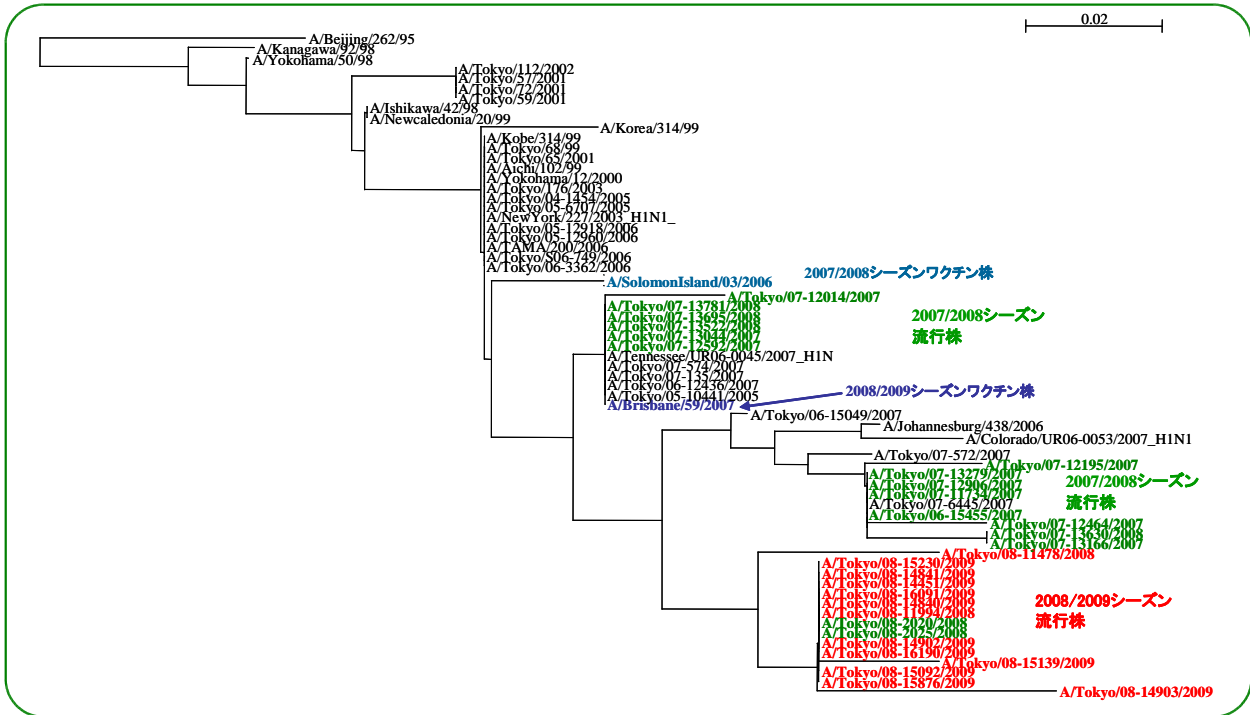 0.02
A/Beijing/262/95
A/Kanagawa/92/98
A/Yokohama/50/98
A/Tokyo/112/2002
A/Tokyo/57/2001
A/Tokyo/72/2001
A/Tokyo/59/2001
A/Ishikawa/42/98
A/Newcaledonia/20/99
A/Korea/314/99
A/Kobe/314/99
A/Tokyo/68/99
A/Tokyo/65/2001
A/Aichi/102/99
A/Yokohama/12/2000
A/Tokyo/176/2003
A/Tokyo/04-1454/2005
A/Tokyo/05-6707/2005
A/NewYork/227/2003_H1N1_
A/Tokyo/05-12918/2006
A/Tokyo/05-12960/2006
A/TAMA/200/2006
A/Tokyo/S06-749/2006
A/Tokyo/06-3362/2006
2007/2008シーズンワクチン株
A/SolomonIsland/03/2006
A/Tokyo/07-12014/2007
A/Tokyo/07-13781/2008
A/Tokyo/07-13695/2008
A/Tokyo/07-13522/2008
A/Tokyo/07-13044/2007
A/Tokyo/07-12592/2007
2007/2008シーズン
流行株
A/Tennessee/UR06-0045/2007_H1N
A/Tokyo/07-574/2007
A/Tokyo/07-135/2007
A/Tokyo/06-12436/2007
A/Tokyo/05-10441/2005
A/Brisbane/59/2007
2008/2009シーズンワクチン株
A/Tokyo/06-15049/2007
A/Johannesburg/438/2006
A/Colorado/UR06-0053/2007_H1N1
A/Tokyo/07-572/2007
A/Tokyo/07-12195/2007
A/Tokyo/07-13279/2007
A/Tokyo/07-12906/2007
A/Tokyo/07-11734/2007
A/Tokyo/07-6445/2007
A/Tokyo/06-15455/2007
2007/2008シーズン
流行株
A/Tokyo/07-12464/2007
A/Tokyo/07-13630/2008
A/Tokyo/07-13166/2007
A/Tokyo/08-11478/2008
A/Tokyo/08-15230/2009
A/Tokyo/08-14841/2009
A/Tokyo/08-14451/2009
A/Tokyo/08-16091/2009
A/Tokyo/08-14840/2009
A/Tokyo/08-11994/2008
A/Tokyo/08-2020/2008
A/Tokyo/08-2025/2008
A/Tokyo/08-14902/2009
A/Tokyo/08-16190/2009
2008/2009シーズン
流行株
A/Tokyo/08-15139/2009
A/Tokyo/08-15092/2009
A/Tokyo/08-15876/2009
A/Tokyo/08-14903/2009